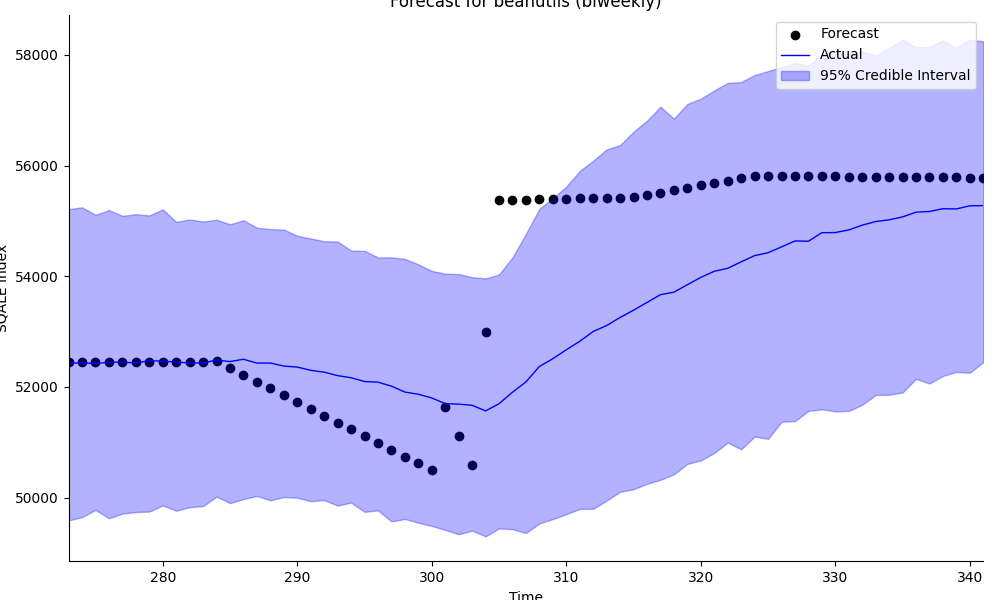 Forecast for beanutils (biweekly)
Forecast
Actual
95% Credible Interval
58000
56000
54000
52000
50000
SQALE Index
280
290
300
310
320
330
340
Time